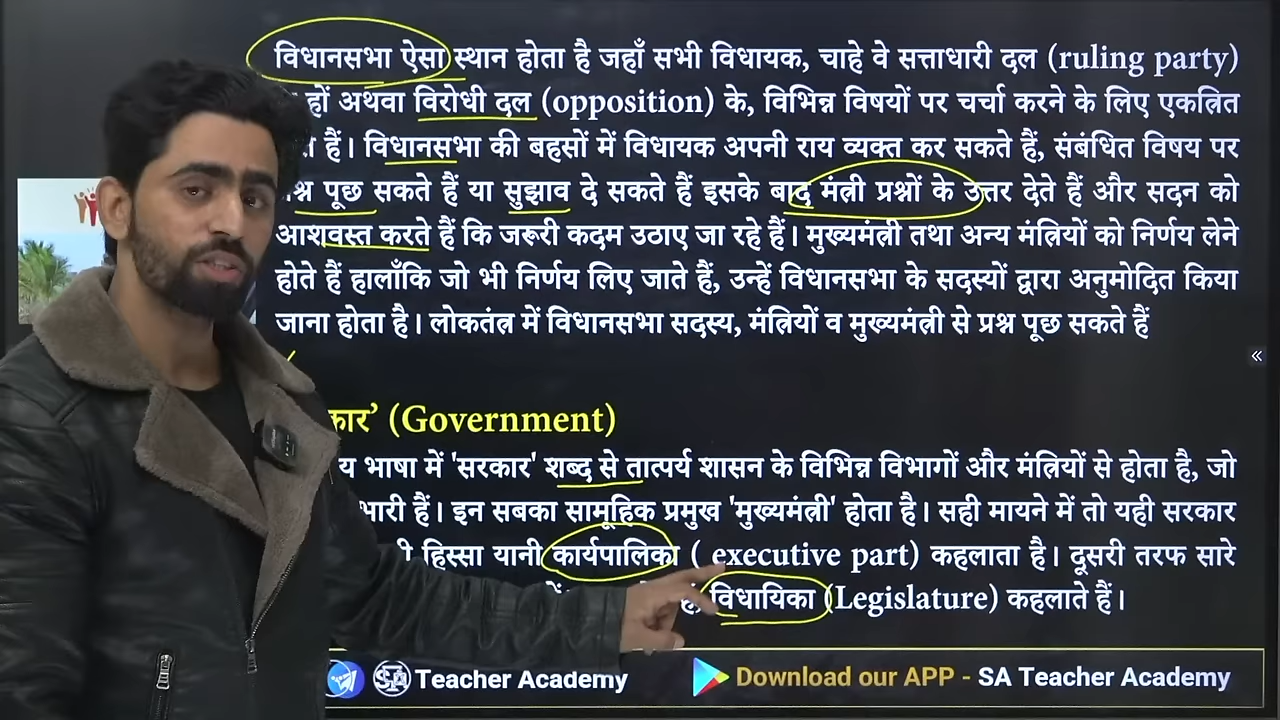 विधानसभा ऐसा स्थान होता है जहाँ सभी विधायक, चाहे वे सत्ताधारी दल (ruling party)
हों अथवा विरोधी दल (opposition) के, विभिन्न विषयों पर चर्चा करने के लिए एकत्रित
हैं। विधानसभा की बहसों में विधायक अपनी राय व्यक्त कर सकते हैं, संबंधित विषय पर
पूछ सकते हैं या सुझाव दे सकते हैं इसके बाद मंत्री प्रश्नों के उत्तर देते हैं और सदन को
आशवस्त करते हैं कि जरूरी कदम उठाए जा रहे हैं। मुख्यमंत्री तथा अन्य मंत्रियों को निर्णय लेने
होते हैं हालाँकि जो भी निर्णय लिए जाते हैं, उन्हें विधानसभा के सदस्यों द्वारा अनुमोदित किया
जाना होता है। लोकतंत्र में विधानसभा सदस्य, मंत्रियों व मुख्यमंत्री से प्रश्न पूछ सकते हैं
(Government)
भाषा में 'सरकार' शब्द से तात्पर्य शासन के विभिन्न विभागों और मंत्रियों से होता है, जो
हैं। इन सबका सामूहिक प्रमुख 'मुख्यमंत्री' होता है। सही मायने में तो यही सरकार
हिस्सा यानी कार्यपालिका ( executive part) कहलाता है। दूसरी तरफ सारे
विधायिका (Legislature) कहलाते हैं।
SA Teacher Academy Download our APP - SA Teacher Academy